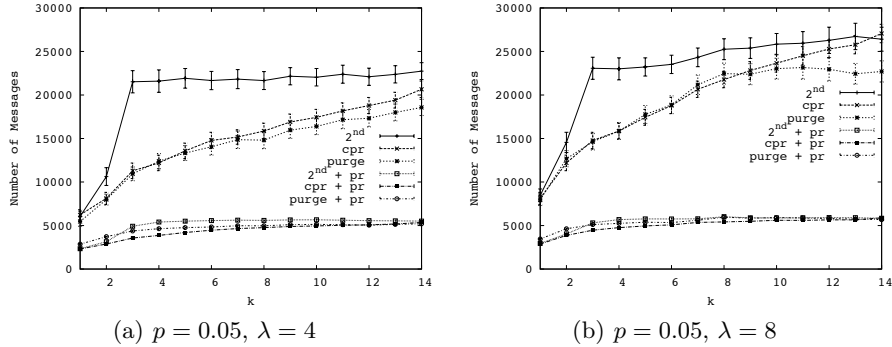 30000
25000
20000
15000
10000
5000
0
Number of Messages
2 4 6 8 10 12 14
k
2nd
cpr
purge
2nd + pr
cpr + pr
purge + pr
(a) p = 0.05, λ = 4
30000
25000
20000
15000
10000
5000
0
Number of Messages
2 4 6 8 10 12 14
k
2nd
cpr
purge
2nd + pr
cpr + pr
purge + pr
(b) p = 0.05, λ = 8